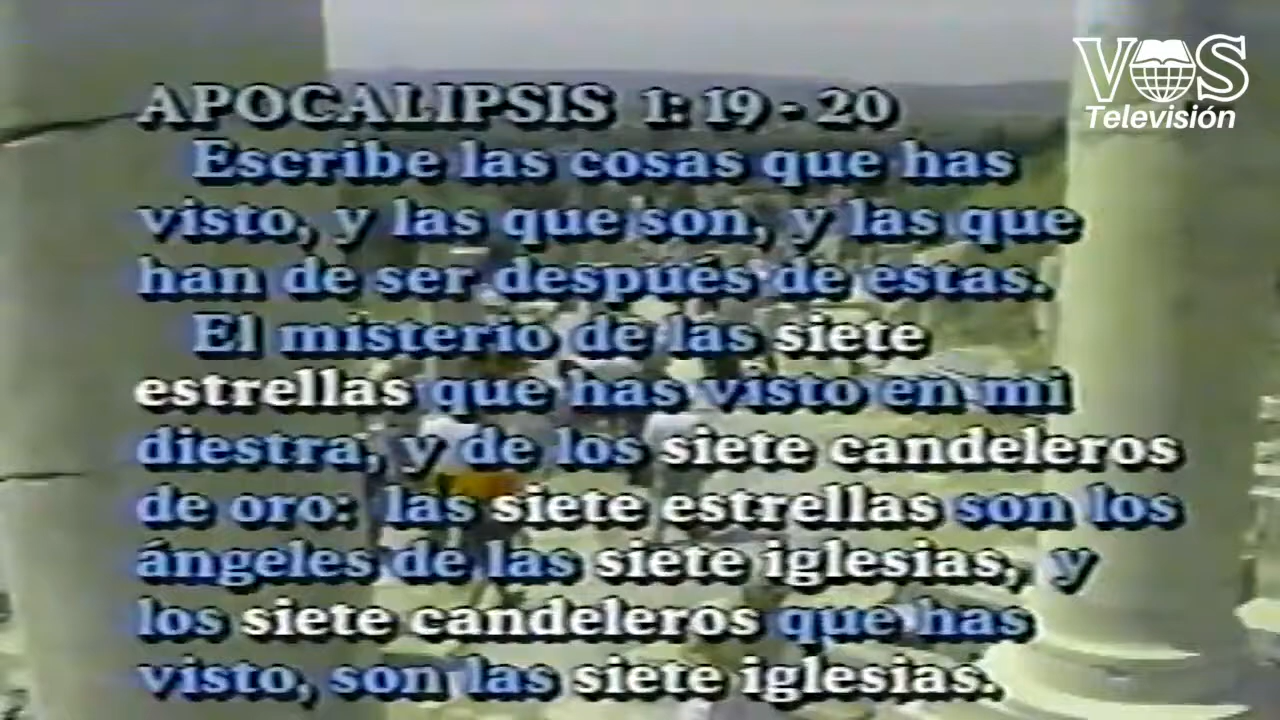 VOS
Televisión
APOCALIPSIS 1: 19 - 20
Escribe las cosas que has
visto, y las que son, y las que
han de ser después de estas.
El misterio de las siete
estrellas que has visto en mi
diestra, y de los siete candeleros
de oro: las siete estrellas son los
ángeles de las siete iglesias, y
los siete candeleros que has
visto, son las siete iglesias.